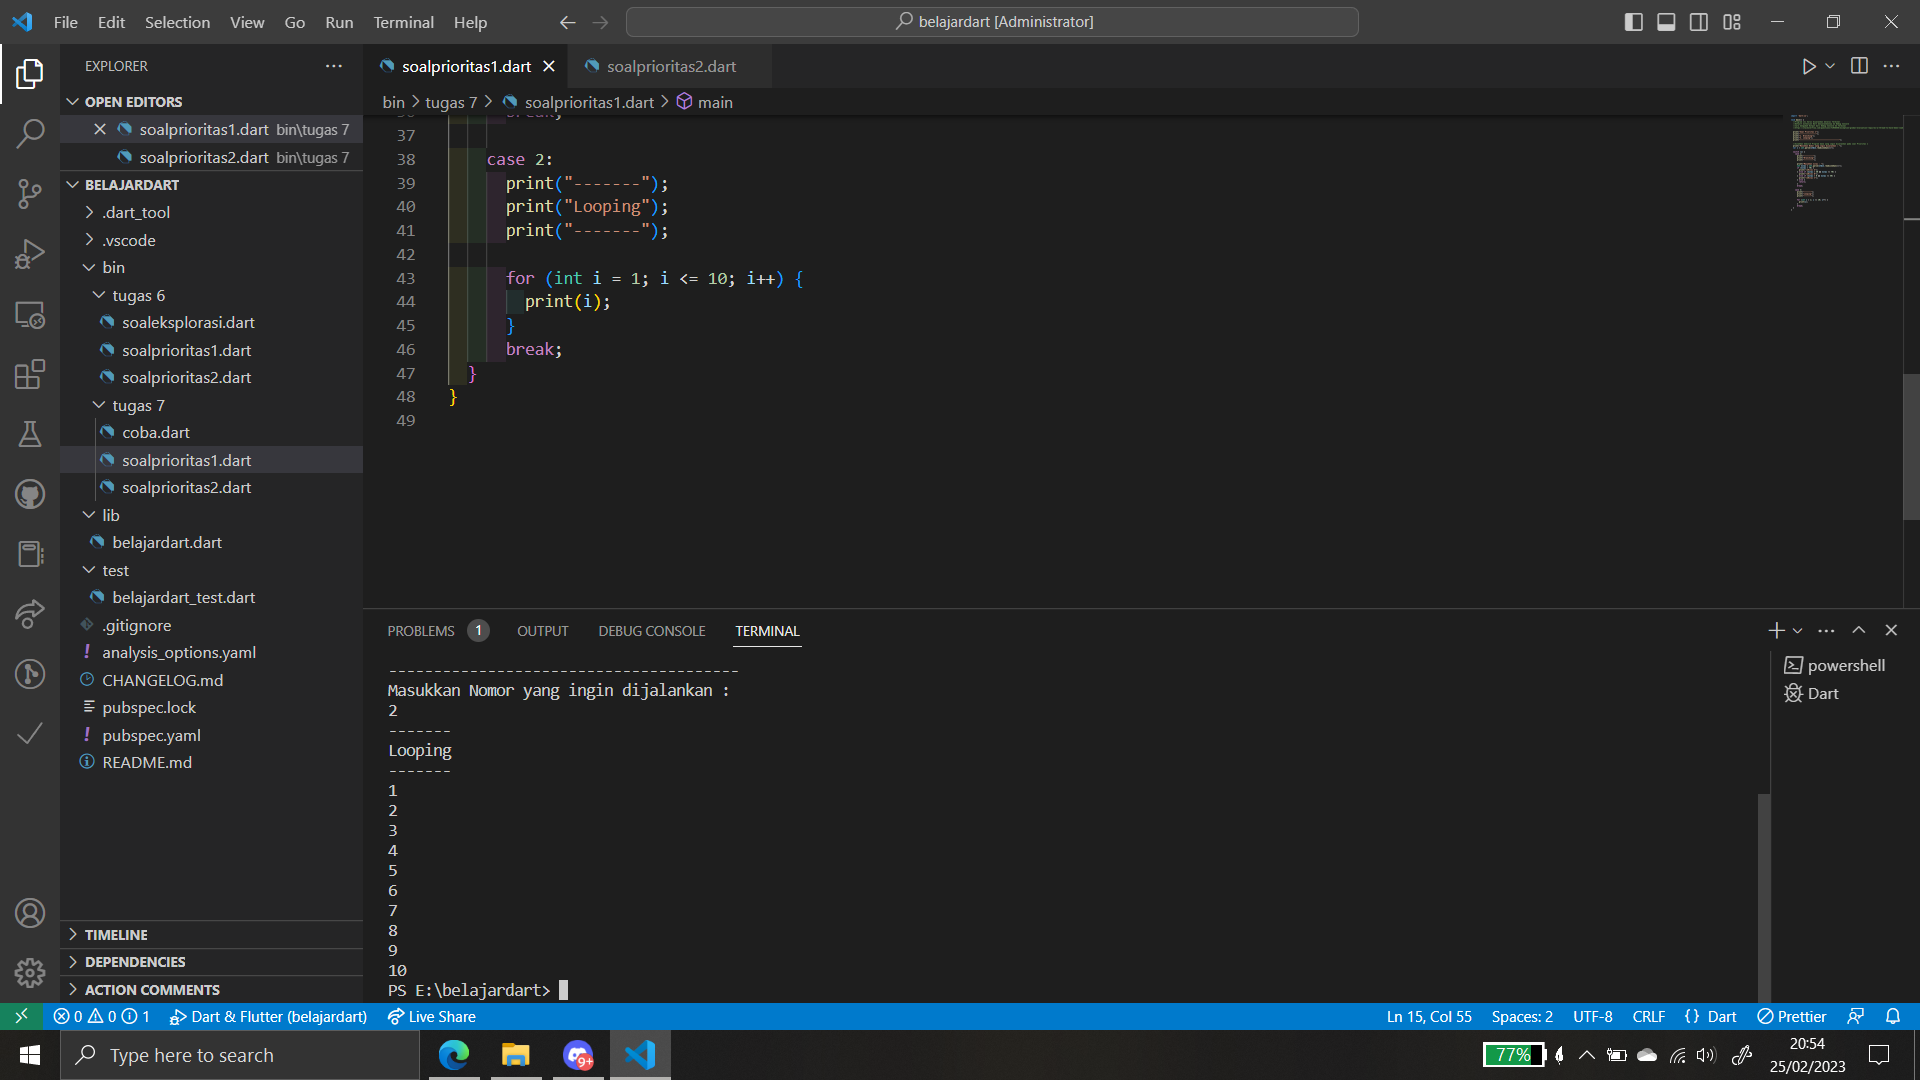 File Edit Selection View Go Run Terminal Help
belajardart [Administrator]
EXPLORER
OPEN EDITORS
soalprioritas1.dart bin\tugas 7
soalprioritas2.dart bin\tugas 7
BELAJARDART
.dart_tool
.vscode
bin
tugas 6
soaleksplorasi.dart
soalprioritas1.dart
soalprioritas2.dart
tugas 7
coba.dart
soalprioritas1.dart
soalprioritas2.dart
lib
belajardart.dart
test
belajardart_test.dart
.gitignore
analysis_options.yaml
CHANGELOG.md
pubspec.lock
pubspec.yaml
README.md
TIMELINE
DEPENDENCIES
ACTION COMMENTS
soalprioritas1.dart
soalprioritas2.dart
bin > tugas 7 > soalprioritas1.dart > main
36 break;
37
38 case 2:
39 print("-------");
40 print("Looping");
41 print("-------");
42
43 for (int i = 1; i <= 10; i++) {
44 print(i);
45 }
46 break;
47 }
48 }
49
PROBLEMS 1 OUTPUT DEBUG CONSOLE TERMINAL
---------------------------------------
Masukkan Nomor yang ingin dijalankan :
2
-------
Looping
-------
1
2
3
4
5
6
7
8
9
10
PS E:\belajardart>
powershell
Dart
0 0 1 Dart & Flutter (belajardart) Live Share
Ln 15, Col 55 Spaces: 2 UTF-8 CRLF {} Dart Prettier
Type here to search
9+
77%
20:54
25/02/2023